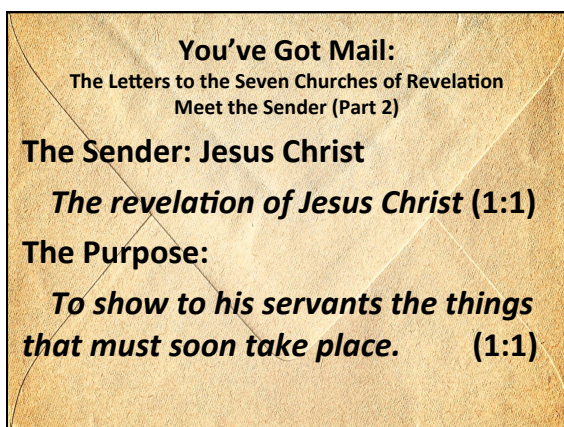 You’ve Got Mail:
The Letters to the Seven Churches of Revelation
Meet the Sender (Part 2)
The Sender: Jesus Christ
The revelation of Jesus Christ (1:1)
The Purpose:
To show to his servants the things
that must soon take place. (1:1)